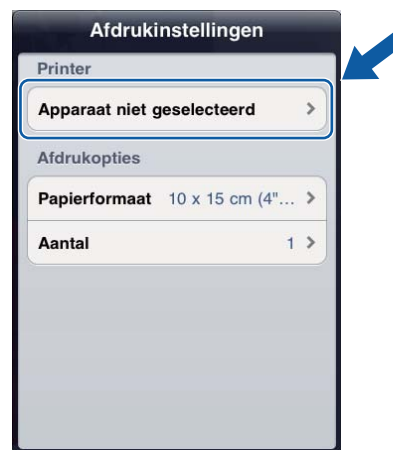 Afdrukinstellingen
Printer
Apparaat niet geselecteerd
Afdrukopties
Papierformaat 10 x 15 cm (4"...
Aantal 1